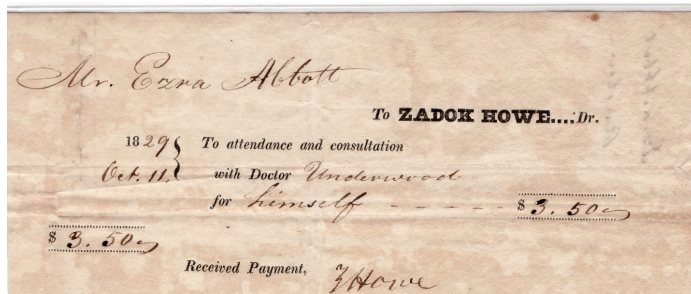 Mr. Ezra Abbott
To ZADOK HOWE....Dr.
1829 To attendance and consultation
Oct. 11. with Doctor Underwood
for himself - - - - - $ 3. 50
$ 3. 50
Received Payment, Z Howe